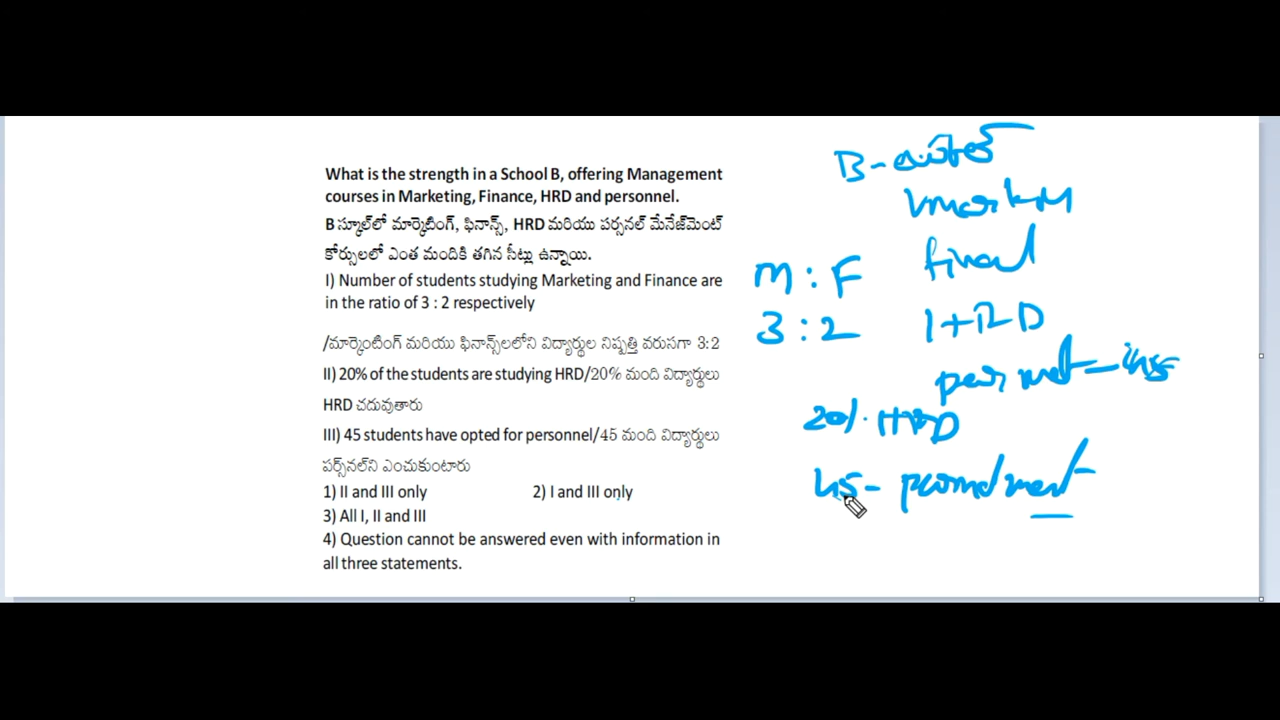 What is the strength in a School B, offering Management
courses in Marketing, Finance, HRD and personnel.
B స్కూల్‌లో మార్కెటింగ్, ఫినాన్స్, HRD మరియు పర్సనల్ మేనేజ్‌మెంట్
కోర్సులలో ఎంత మందికి తగిన సీట్లు ఉన్నాయి.
I) Number of students studying Marketing and Finance are
in the ratio of 3 : 2 respectively
/మార్కెంటింగ్ మరియు ఫినాన్స్‌లలోని విద్యార్థుల నిష్పత్తి వరుసగా 3:2
II) 20% of the students are studying HRD/20% మంది విద్యార్థులు
HRD చదువుతారు
III) 45 students have opted for personnel/45 మంది విద్యార్థులు
పర్స్‌నల్‌ని ఎంచుకుంటారు
1) II and III only 2) I and III only
3) All I, II and III
4) Question cannot be answered even with information in
all three statements.
B -
M : F
3 : 2
HRD
20%. HRD
45 -